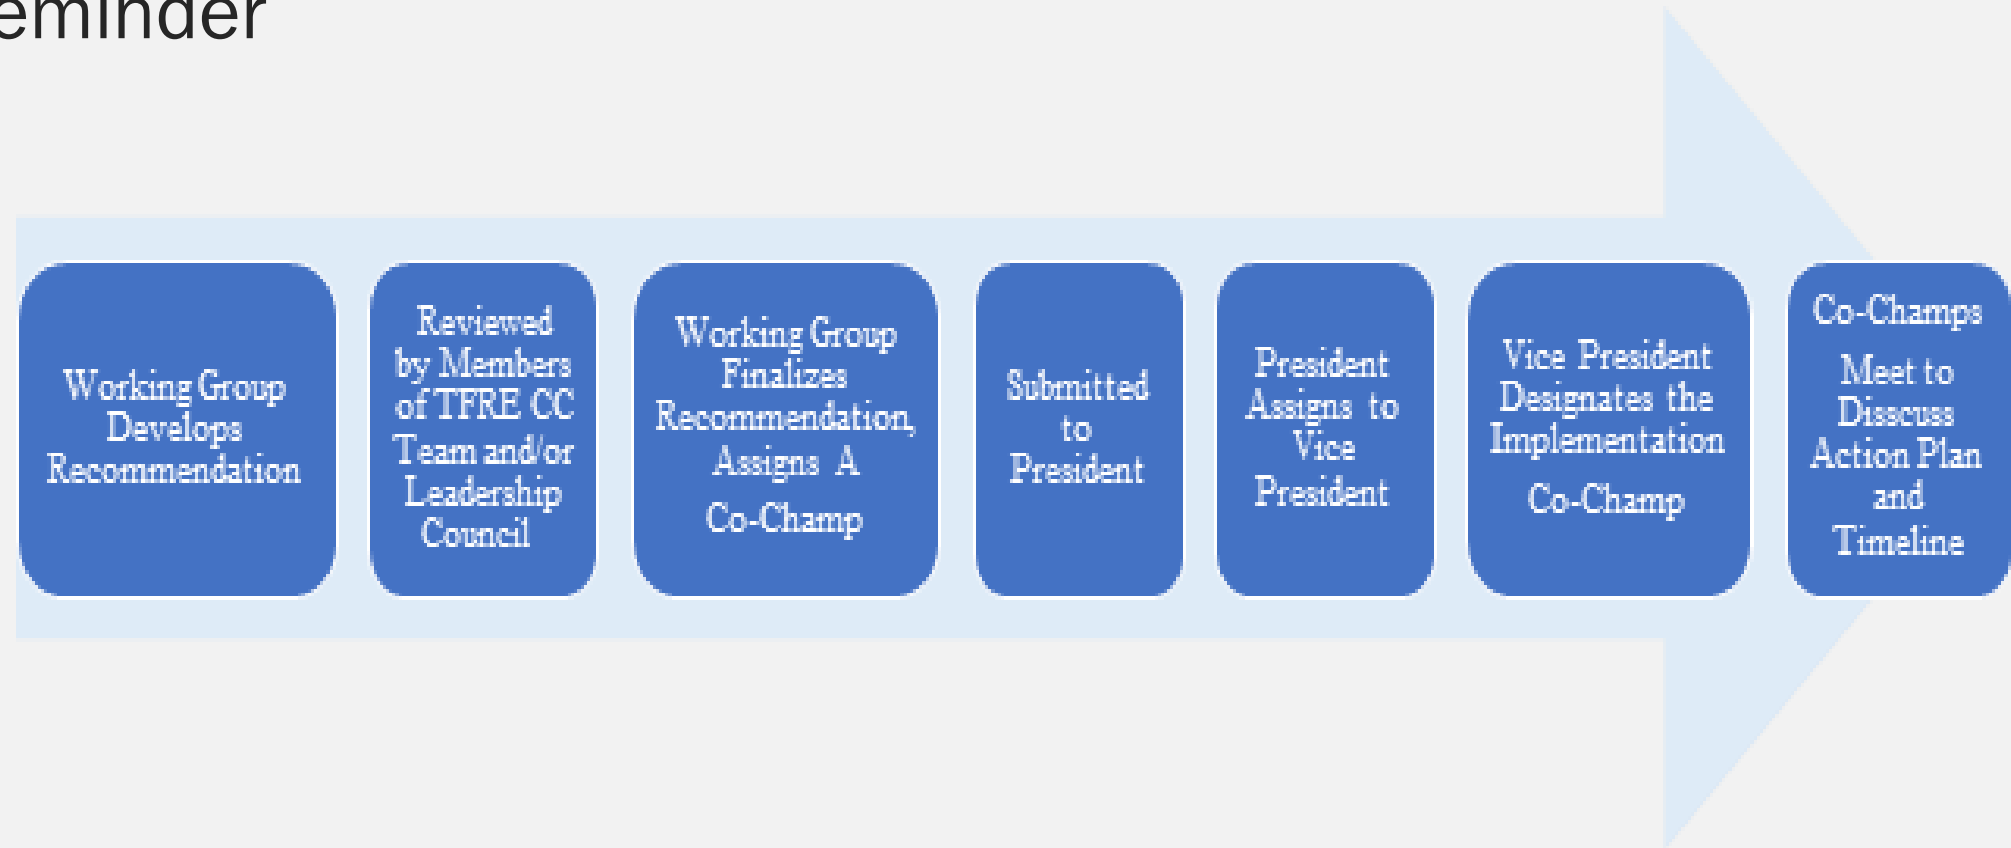 eminder
Working Group
Develops
Recommendation
Reviewed
by Members
of TFRE CC
Team and/or
Leadership
Council
Working Group
Finalizes
Recommendation,
Assigns A
Co-Champ
Submitted
to
President
President
Assigns to
Vice
President
Vice President
Designates the
Implementation
Co-Champ
Co-Champs
Meet to
Disscuss
Action Plan
and
Timeline